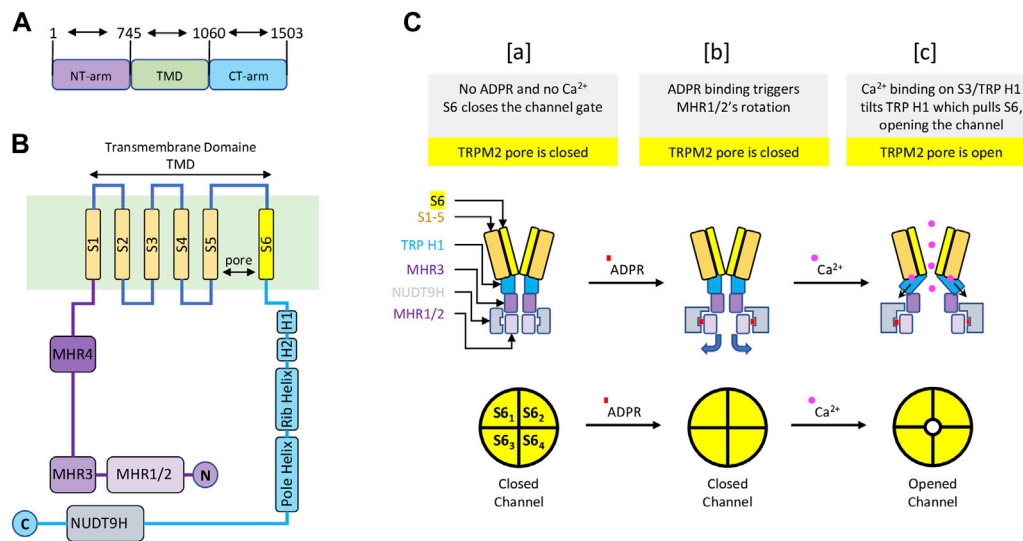 A
1 745 1060 1503
NT-arm TMD CT-arm
B
Transmembrane Domaine
TMD
S1 S2 S3 S4 S5 S6
pore
MHR4
MHR3 MHR1/2 N
C NUDT9H
H1
H2
Rib Helix
Pole Helix
C
[a] [b] [c]
No ADPR and no Ca²⁺
S6 closes the channel gate
TRPM2 pore is closed
ADPR binding triggers
MHR1/2's rotation
TRPM2 pore is closed
Ca²⁺ binding on S3/TRP H1
tilts TRP H1 which pulls S6,
opening the channel
TRPM2 pore is open
S6
S1-5
TRP H1
MHR3
NUDT9H
MHR1/2
ADPR
Ca²⁺
S6₁ S6₂
S6₃ S6₄
ADPR
Ca²⁺
Closed
Channel
Closed
Channel
Opened
Channel